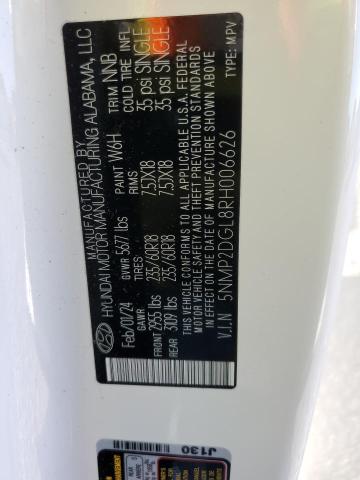 MANUFACTURED BY
HYUNDAI MOTOR MANUFACTURING ALABAMA, LLC
Feb/01/24 GVWR 5677 lbs PAINT W6H TRIM NNB
GAWR TIRES RIMS COLD TIRE INFL
FRONT 2955 lbs 235/60R18 7.5JX18 35 psi SINGLE
REAR 3109 lbs 235/60R18 7.5JX18 35 psi SINGLE
THIS VEHICLE CONFORMS TO ALL APPLICABLE U.S.A. FEDERAL
MOTOR VEHICLE SAFETY AND THEFT PREVENTION STANDARDS
IN EFFECT ON THE DATE OF MANUFACTURE SHOWN ABOVE.
V.I.N 5NMP2DGL8RH006626 TYPE: MPV
J130